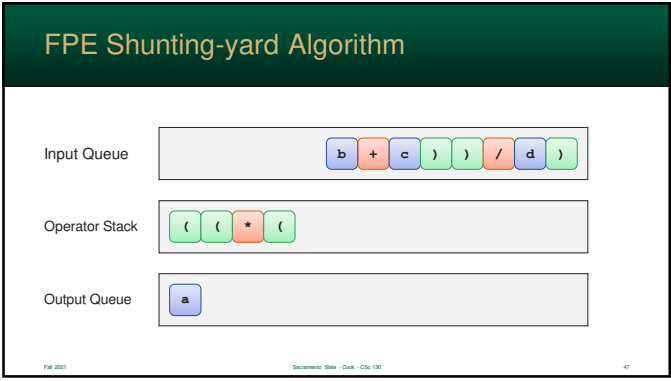 FPE Shunting-yard Algorithm
Input Queue b + c ) ) / d )
Operator Stack ( ( * (
Output Queue a
Fall 2021 Sacramento State - Cook - CSc 130 47